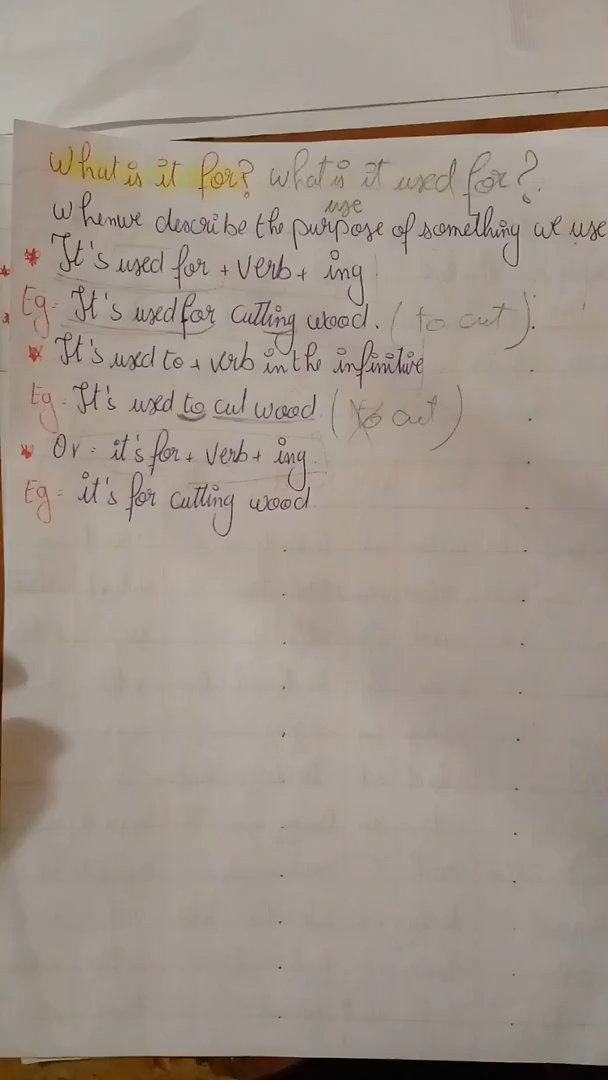 What is it for? What is it used for?
use
When we describe the purpose of something we use
* It's used for + verb + ing
Eg = It's used for cutting wood. (to cut).
* It's used to + verb in the infinitive
Eg = It's used to cut wood (to cut)
* Or = it's for + verb + ing
Eg = it's for cutting wood